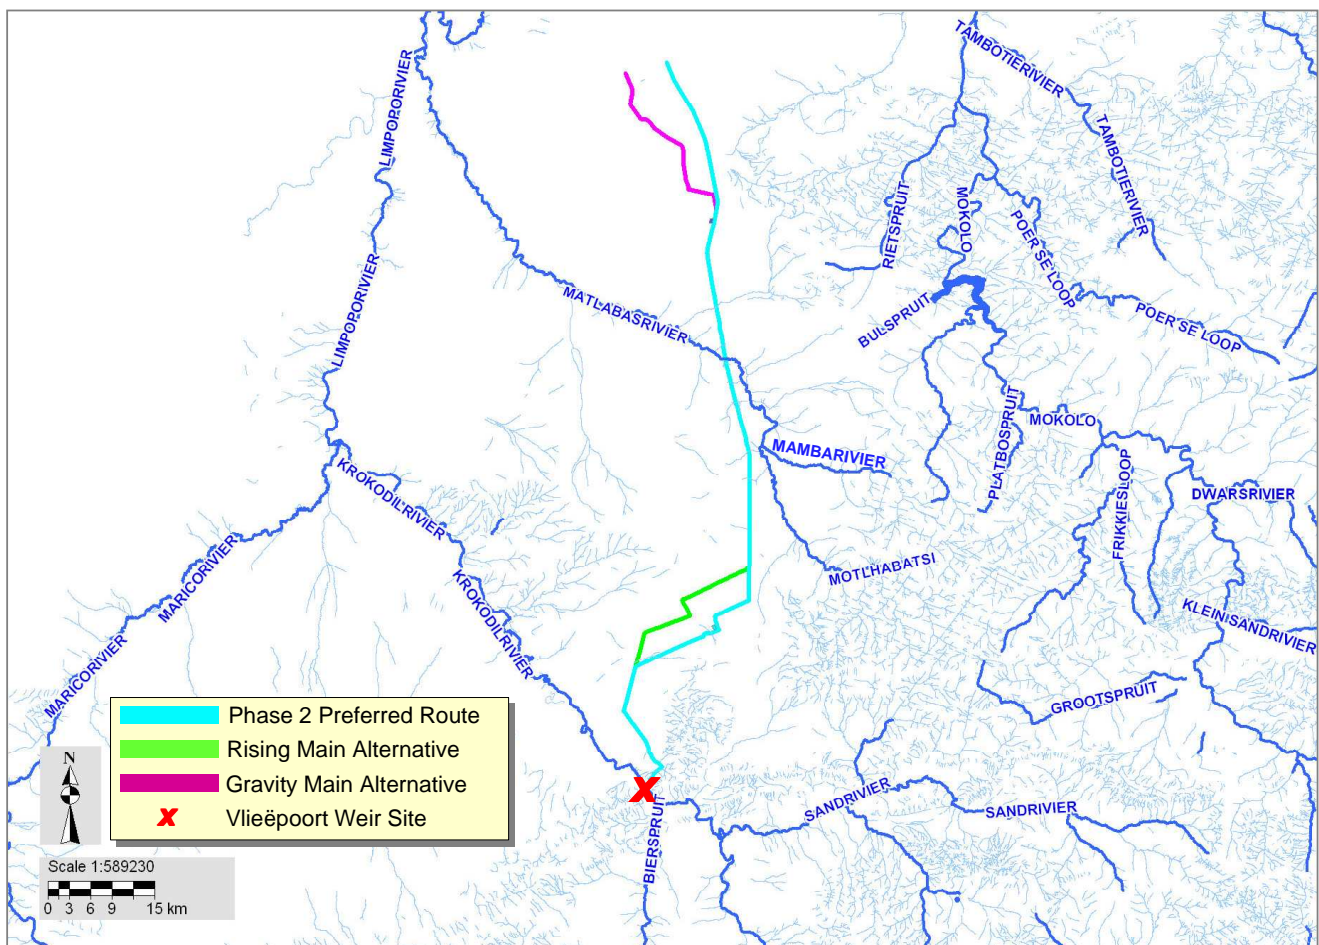 TAMBOTIERIVIER
LIMPOPORIVIER
TAMBOTIERIVIER
RIETSPRUIT
MOKOLO
POER SE LOOP
LIMPOPORIVIER
MATLABASRIVIER
BULSPRUIT
POER SE LOOP
PLATBOSPRUIT
MOKOLO
MAMBARIVIER
KROKODILRIVIER
FRIKKIESLOOP
DWARSRIVIER
MARICORIVIER
KROKODILRIVIER
MOTLHABATSI
KLEIN SANDRIVIER
MARICORIVIER
GROOTSPRUIT
Phase 2 Preferred Route
Rising Main Alternative
Gravity Main Alternative
X Vlieëpoort Weir Site
N
X
SANDRIVIER
SANDRIVIER
BIERSPRUIT
Scale 1:589230
0 3 6 9 15 km